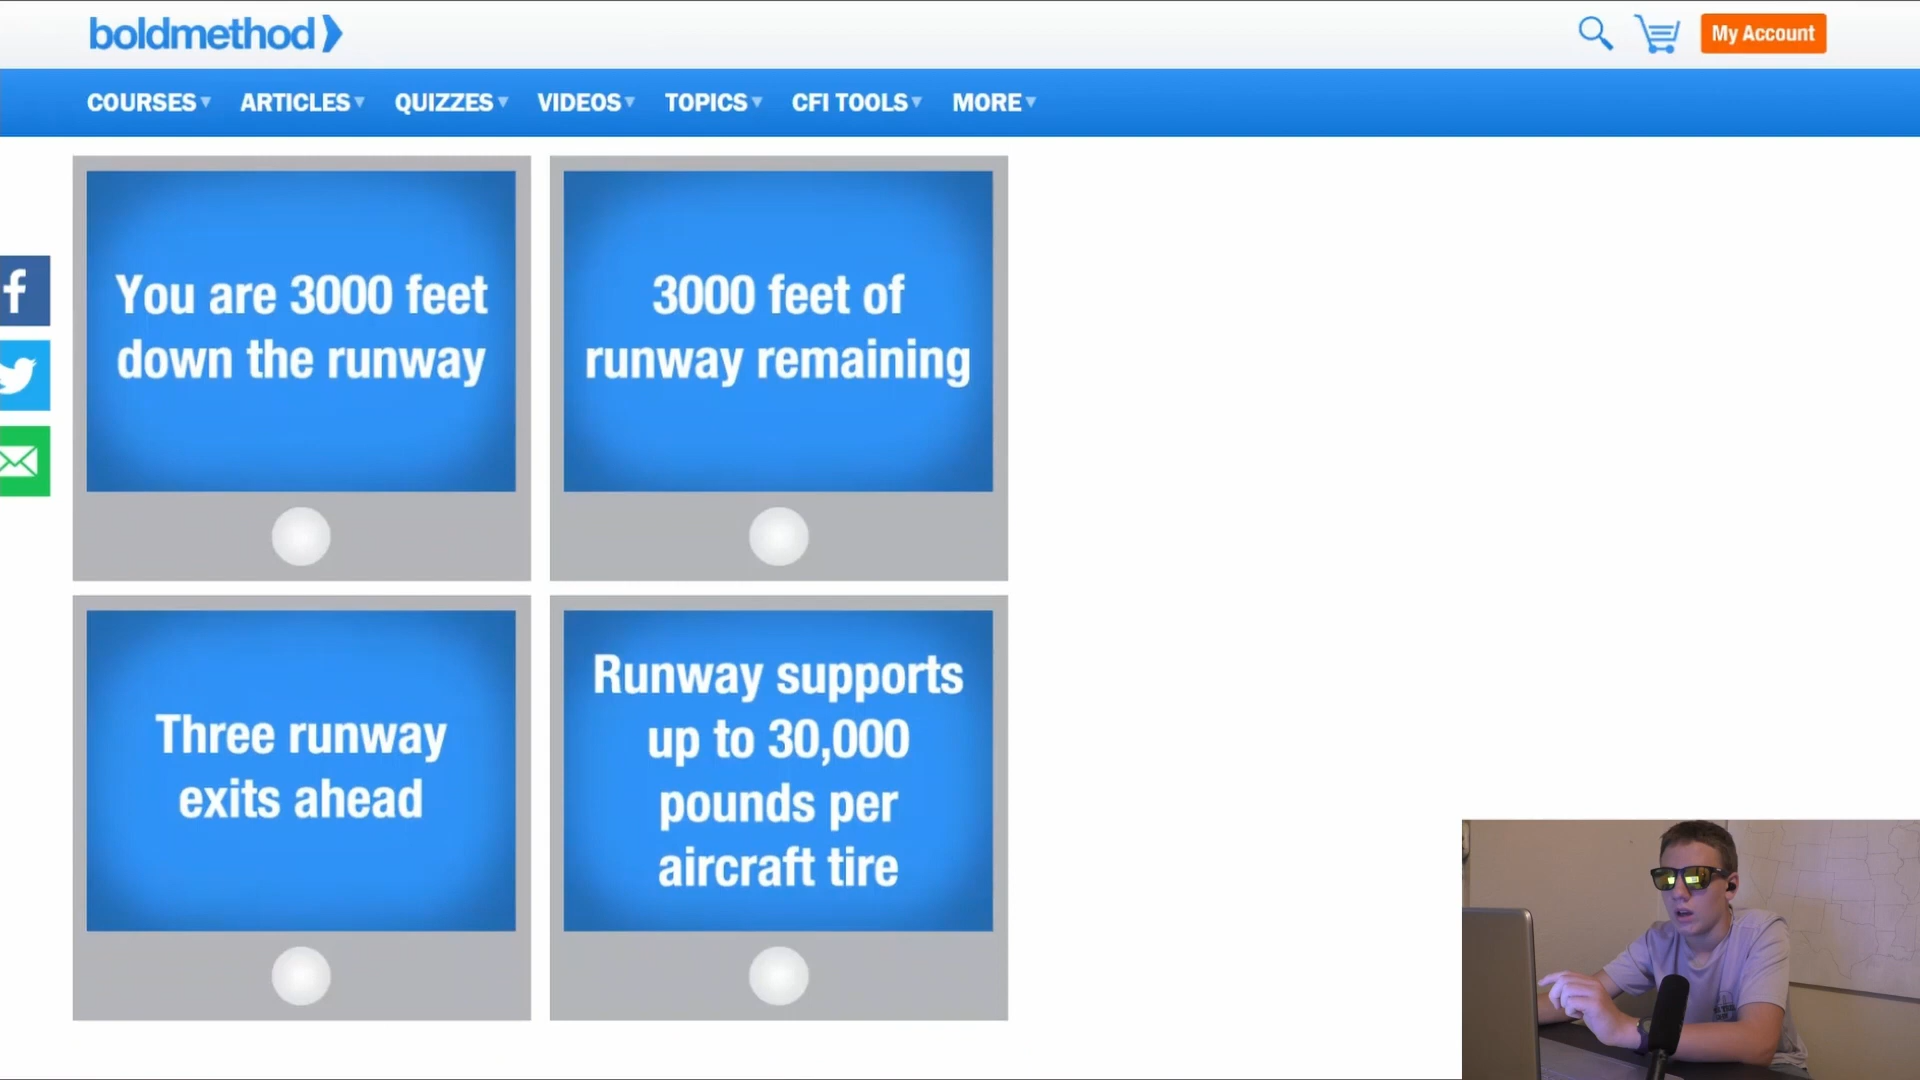 boldmethod
My Account
COURSES ARTICLES QUIZZES VIDEOS TOPICS CFI TOOLS MORE
You are 3000 feet
down the runway
3000 feet of
runway remaining
Three runway
exits ahead
Runway supports
up to 30,000
pounds per
aircraft tire